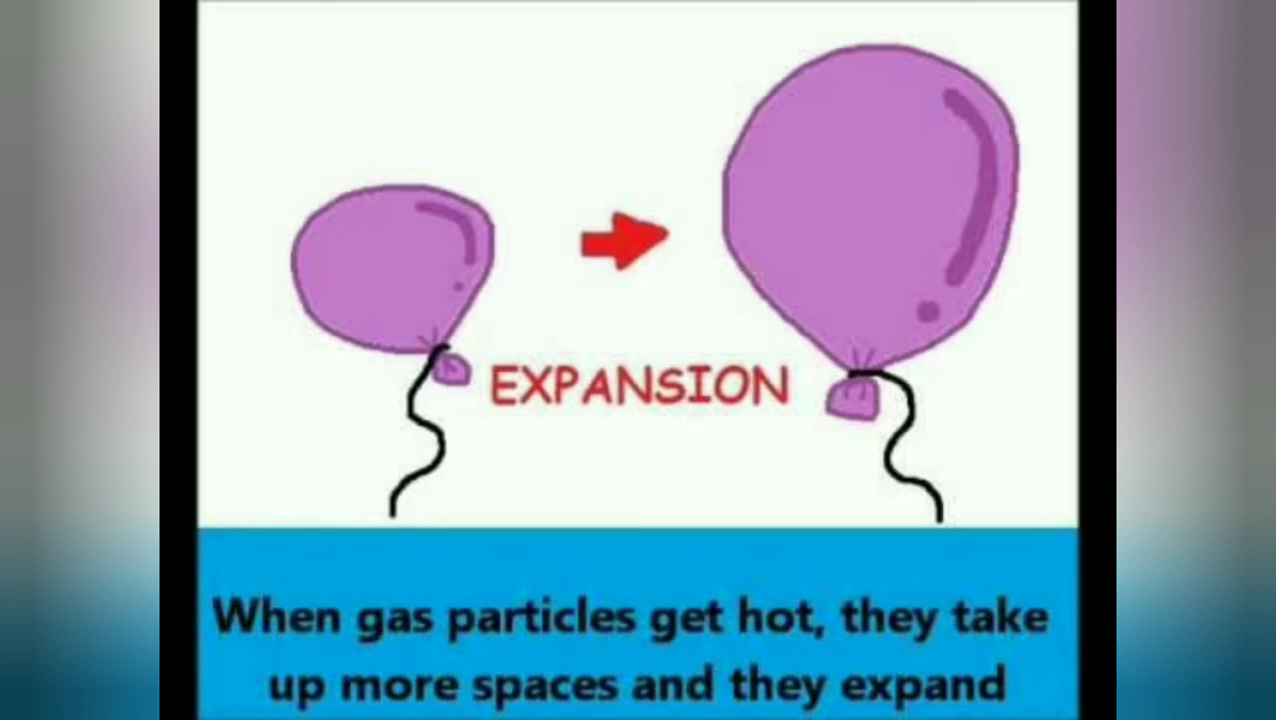 EXPANSION
When gas particles get hot, they take
up more spaces and they expand